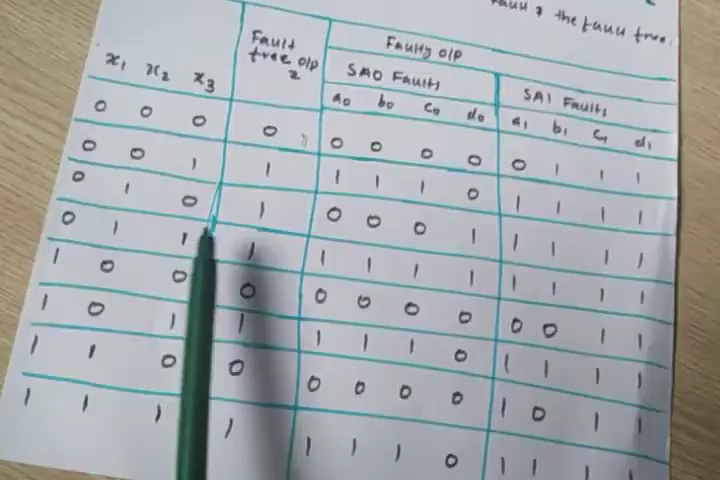 fault & the fault free.
Faulty o/p
Fault free o/p z
SA0 Faults
SA1 Faults
x₁ x₂ x₃
a₀ b₀ c₀ d₀ a₁ b₁ c₁ d₁
0 0 0 0 0 0 0 0 0 1 1 1
0 0 1 1 1 1 1 0 1 1 1 1
0 1 0 1 0 0 0 1 1 1 1 1
0 1 1 1 1 1 1 1 1 1 1 1
1 0 0 0 0 0 0 0 0 0 1 1
1 0 1 1 1 1 1 0 1 1 1 1
1 1 0 0 0 0 0 0 1 0 1 1
1 1 1 1 1 1 1 0 1 1 1 1